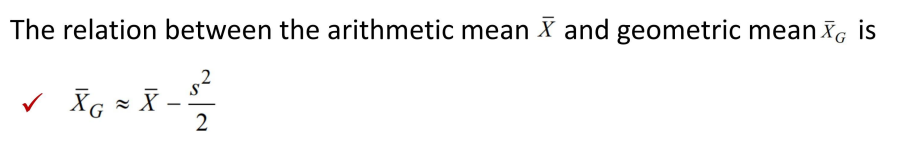 The relation between the arithmetic mean X̄ and geometric mean X̄_G is
✓ X̄_G ≈ X̄ − s²/2